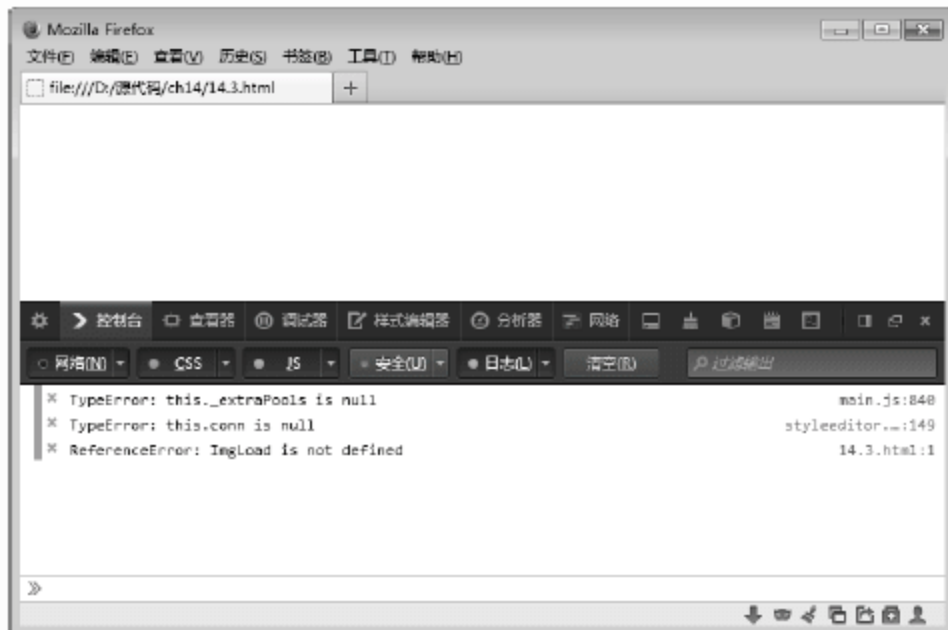 Mozilla Firefox
文件(F) 编辑(E) 查看(V) 历史(S) 书签(B) 工具(T) 帮助(H)
file:///D:/源代码/ch14/14.3.html +
控制台 查看器 调试器 样式编辑器 分析器 网络
网络(N) CSS JS 安全(U) 日志(L) 清空(R) 过滤输出
TypeError: this._extraPools is null main.js:840
TypeError: this.conn is null styleeditor.…:149
ReferenceError: ImgLoad is not defined 14.3.html:1